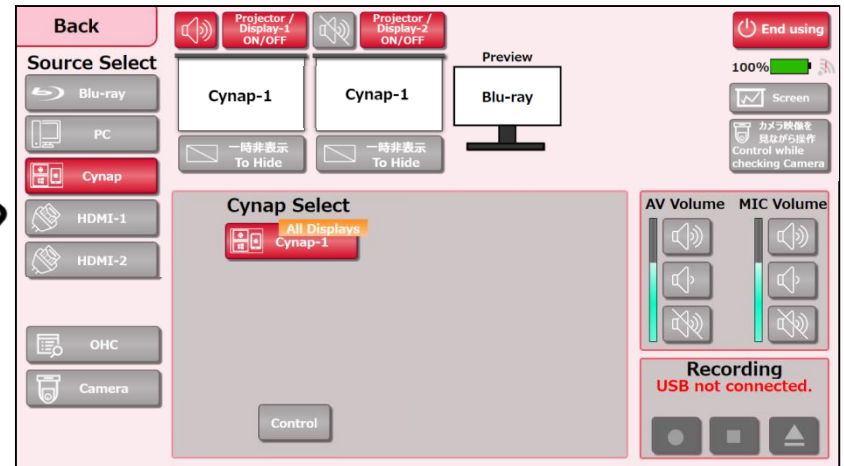 Back
Projector /
Display-1
ON/OFF
Projector /
Display-2
ON/OFF
End using
Source Select
Preview
100%
Blu-ray
Cynap-1
Cynap-1
Blu-ray
Screen
PC
一時非表示
To Hide
一時非表示
To Hide
カメラ映像を
見ながら操作
Control while
checking Camera
Cynap
HDMI-1
HDMI-2
OHC
Camera
Cynap Select
All Displays
Cynap-1
Control
AV Volume
MIC Volume
Recording
USB not connected.